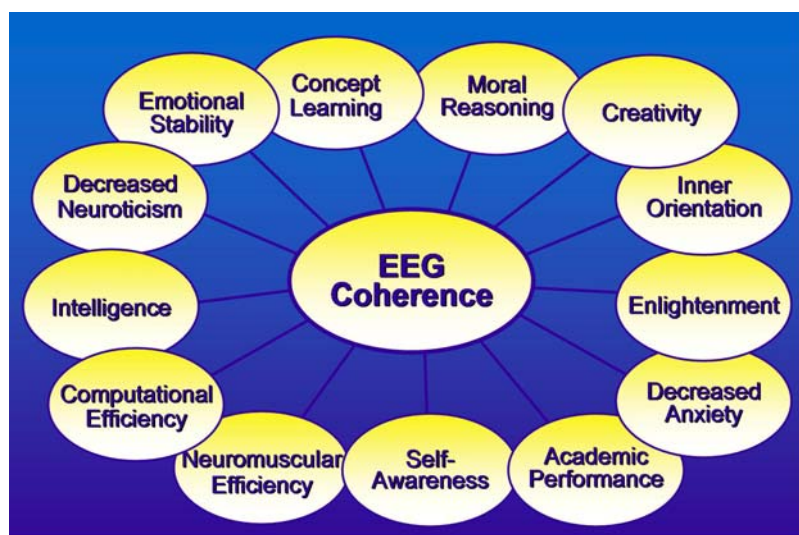 Emotional
Stability
Concept
Learning
Moral
Reasoning
Creativity
Decreased
Neuroticism
Inner
Orientation
EEG
Coherence
Intelligence
Enlightenment
Computational
Efficiency
Decreased
Anxiety
Neuromuscular
Efficiency
Self-
Awareness
Academic
Performance